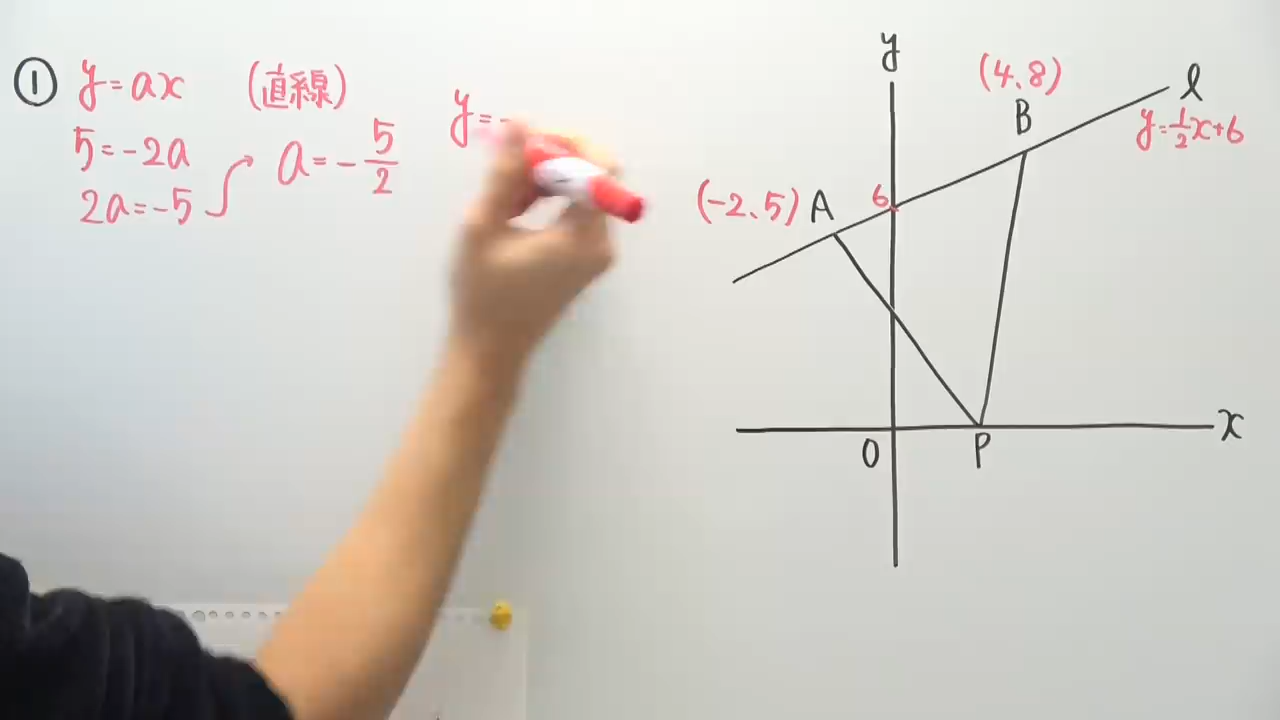 ① y=ax (直線)
5=-2a
2a=-5
a=-5/2
y=-
y
(4、8)
B
l
y=1/2x+6
(-2、5) A
6
O
P
x